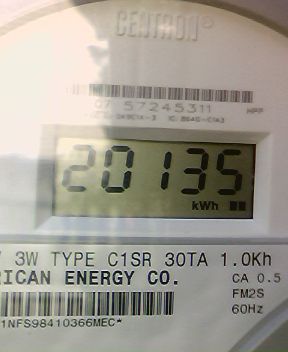 CENTRON®
07 57245311
20135
kWh
3W TYPE C1SR 30TA 1.0Kh
RICAN ENERGY CO.
CA 0.5
FM2S
60Hz
1NFS98410366MEC*